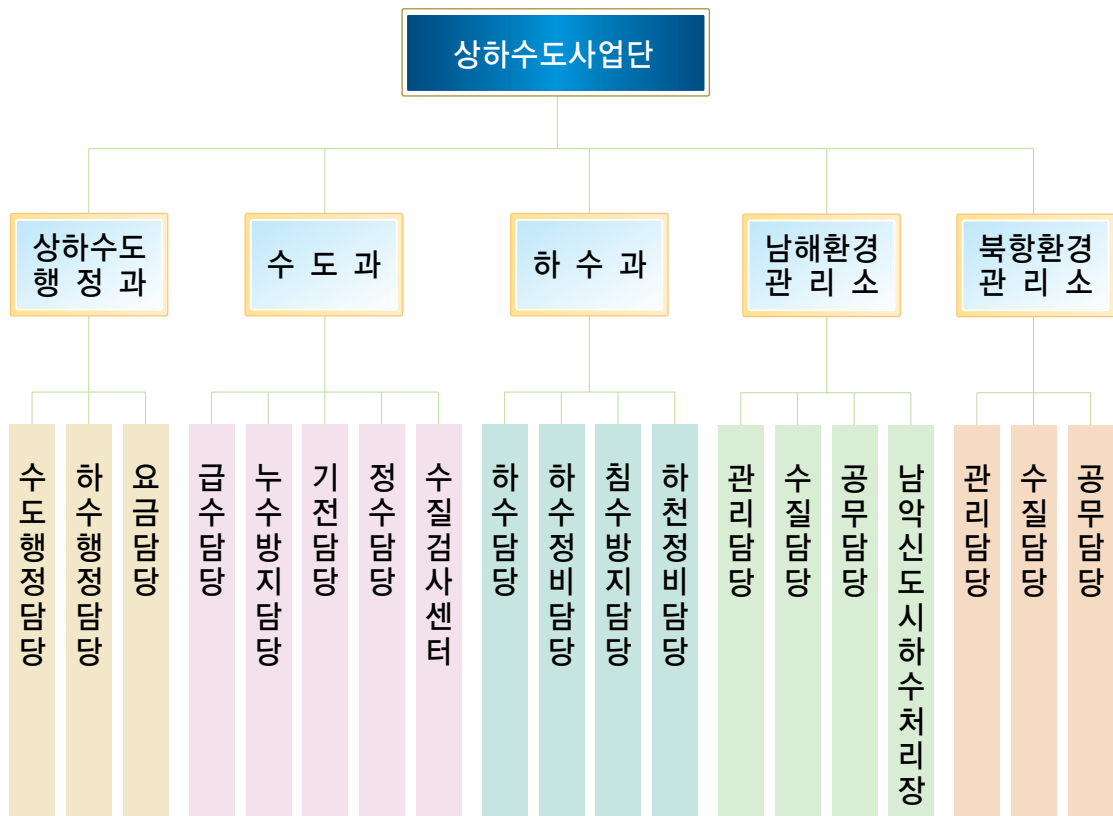 상하수도사업단
상하수도
행 정 과
수 도 과
하 수 과
남해환경
관 리 소
북항환경
관 리 소
수도행정담당
하수행정담당
요금담당
급수담당
누수방지담당
기전담당
정수담당
수질검사센터
하수담당
하수정비담당
침수방지담당
하천정비담당
관리담당
수질담당
공무담당
남악신도시하수처리장
관리담당
수질담당
공무담당